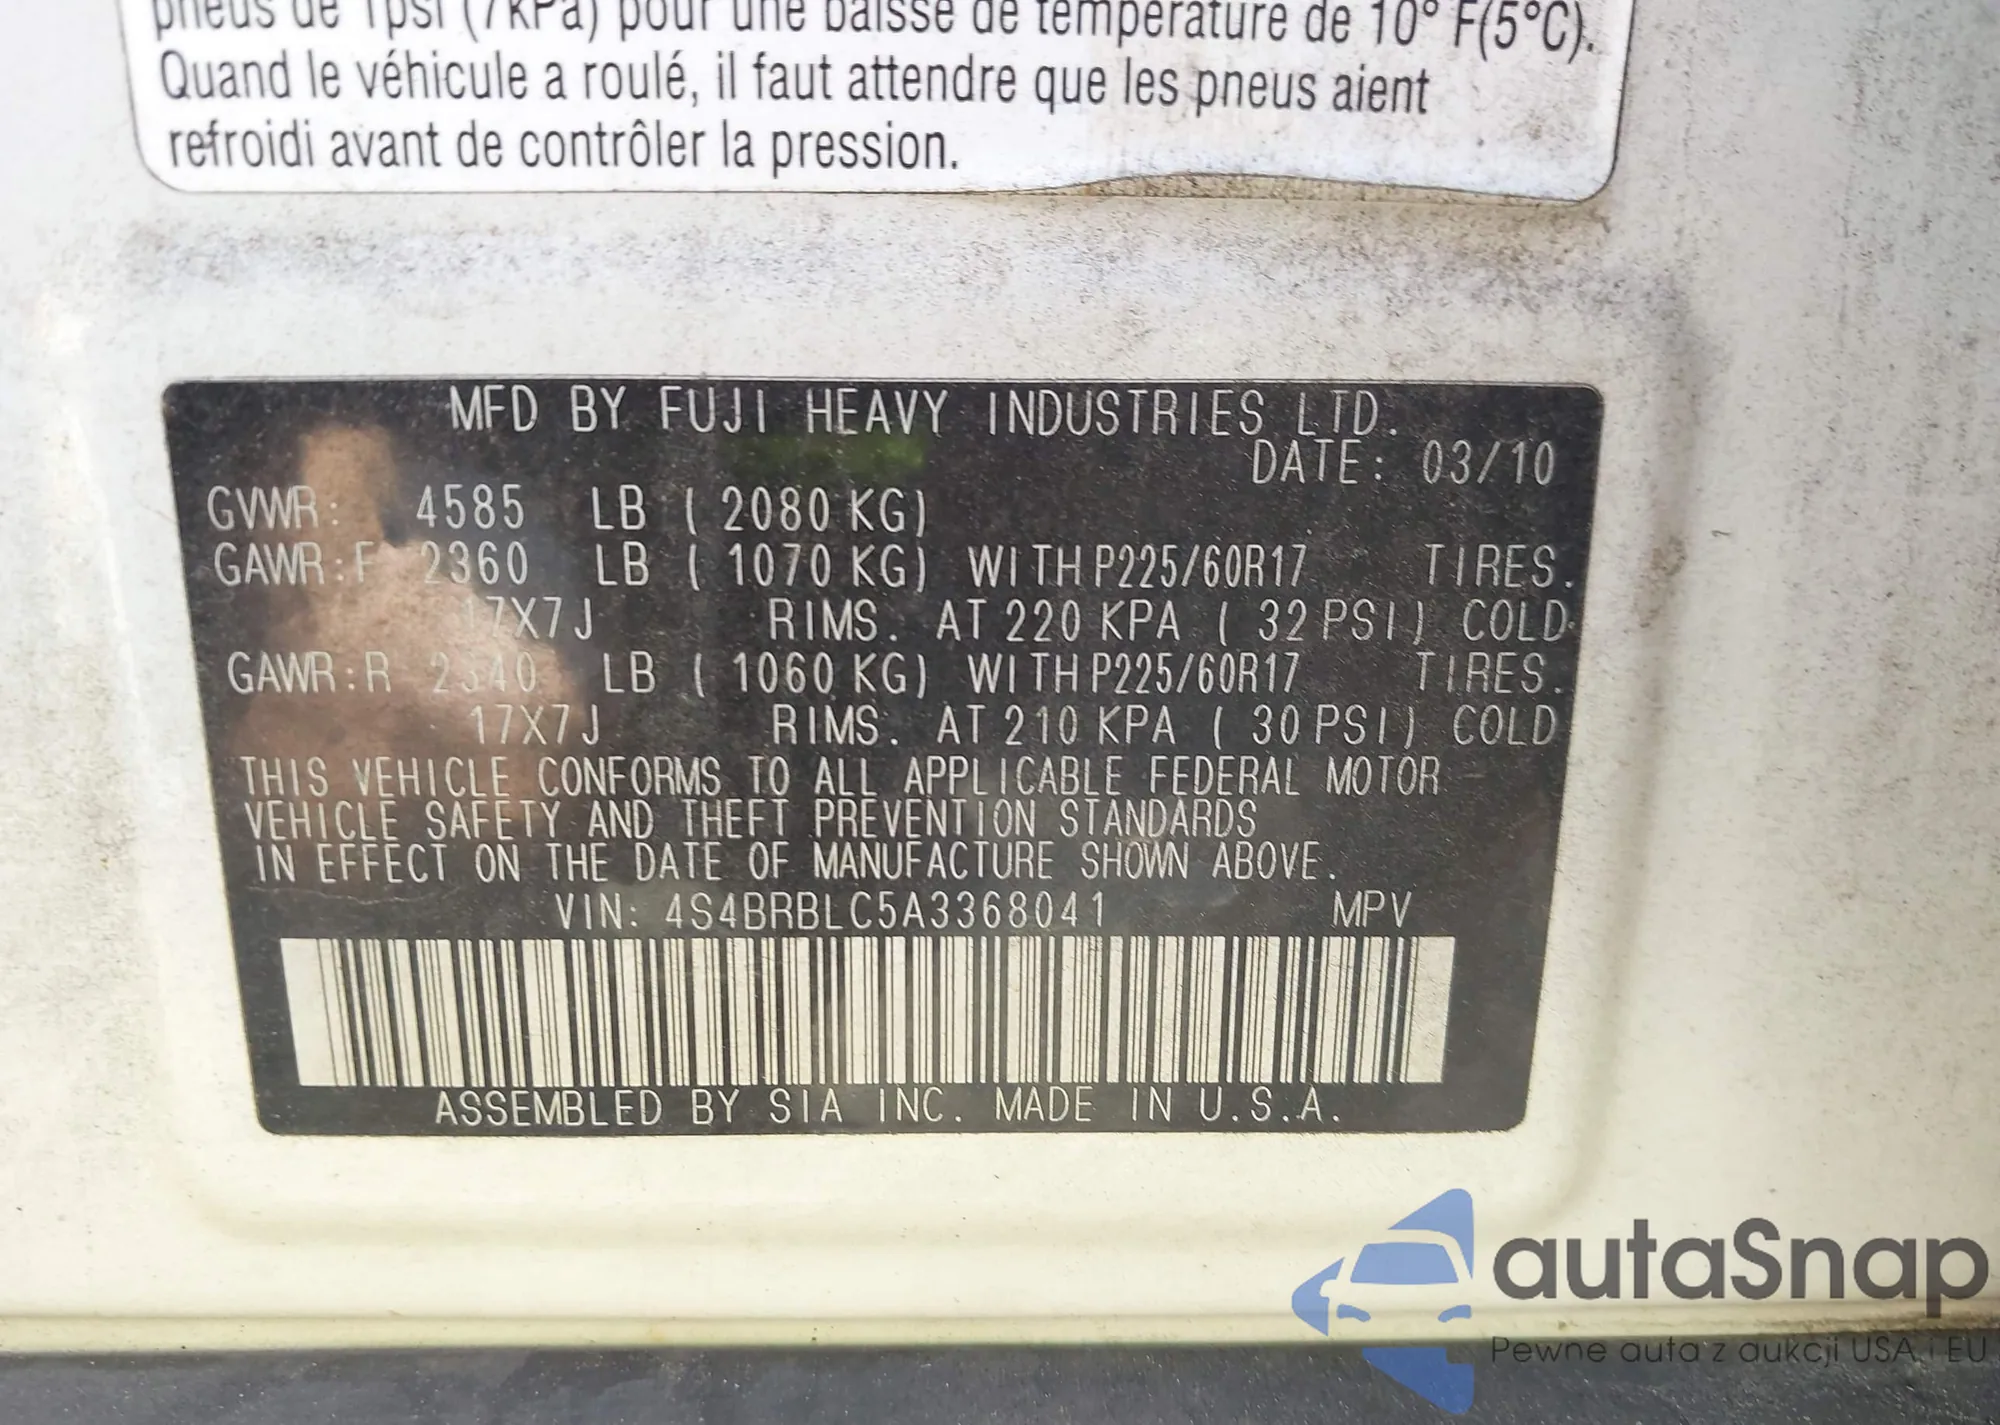 pneus de 1psi (7kPa) pour une baisse de température de 10° F(5°C).
Quand le véhicule a roulé, il faut attendre que les pneus aient
refroidi avant de contrôler la pression.
MFD BY FUJI HEAVY INDUSTRIES LTD.
DATE: 03/10
GVWR: 4585 LB ( 2080 KG)
GAWR:F 2360 LB ( 1070 KG) WITH P225/60R17 TIRES.
17X7J RIMS. AT 220 KPA ( 32 PSI) COLD.
GAWR:R 2340 LB ( 1060 KG) WITH P225/60R17 TIRES.
17X7J RIMS. AT 210 KPA ( 30 PSI) COLD
THIS VEHICLE CONFORMS TO ALL APPLICABLE FEDERAL MOTOR
VEHICLE SAFETY AND THEFT PREVENTION STANDARDS
IN EFFECT ON THE DATE OF MANUFACTURE SHOWN ABOVE.
VIN: 4S4BRBLC5A3368041 MPV
ASSEMBLED BY SIA INC. MADE IN U.S.A.
autaSnap
Pewne auta z aukcji USA i EU